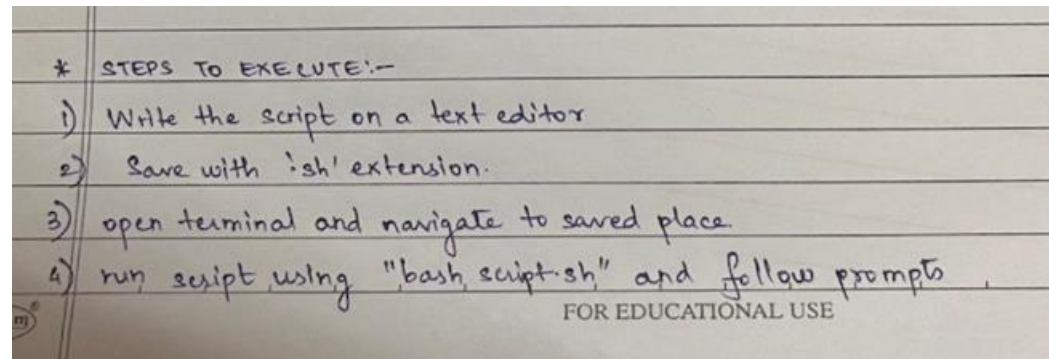 * STEPS TO EXECUTE:-
1) Write the script on a text editor
2) Save with '.sh' extension.
3) open terminal and navigate to saved place.
4) run script using "bash script.sh" and follow prompts
FOR EDUCATIONAL USE